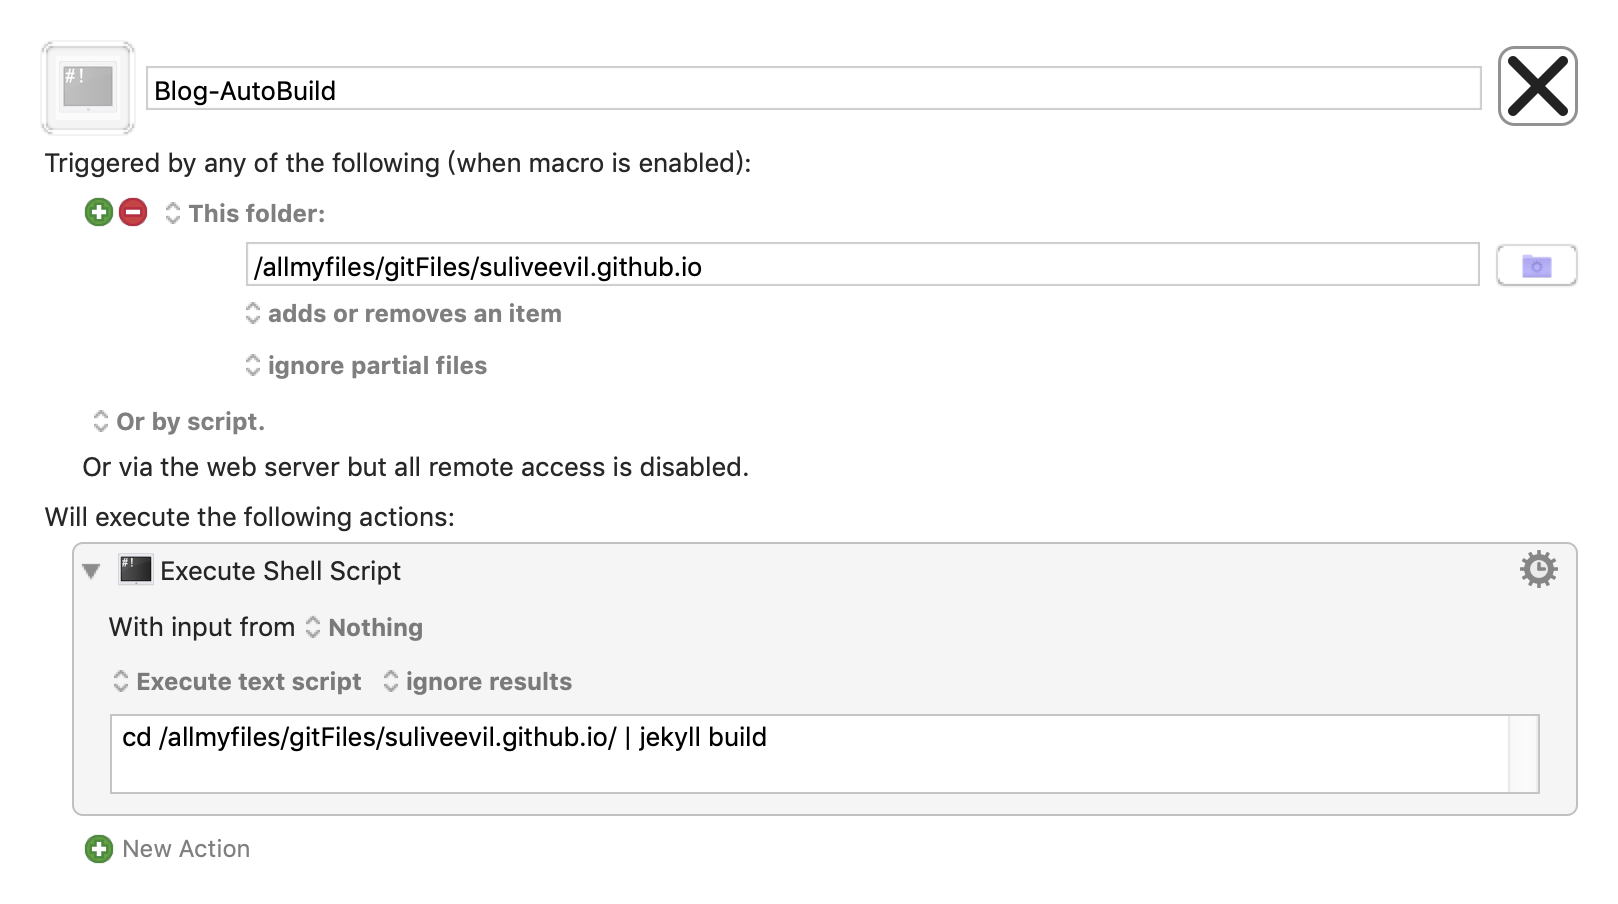 #!
Blog-AutoBuild
Triggered by any of the following (when macro is enabled):
This folder:
/allmyfiles/gitFiles/suliveevil.github.io
adds or removes an item
ignore partial files
Or by script.
Or via the web server but all remote access is disabled.
Will execute the following actions:
#! Execute Shell Script
With input from Nothing
Execute text script ignore results
cd /allmyfiles/gitFiles/suliveevil.github.io/ | jekyll build
New Action